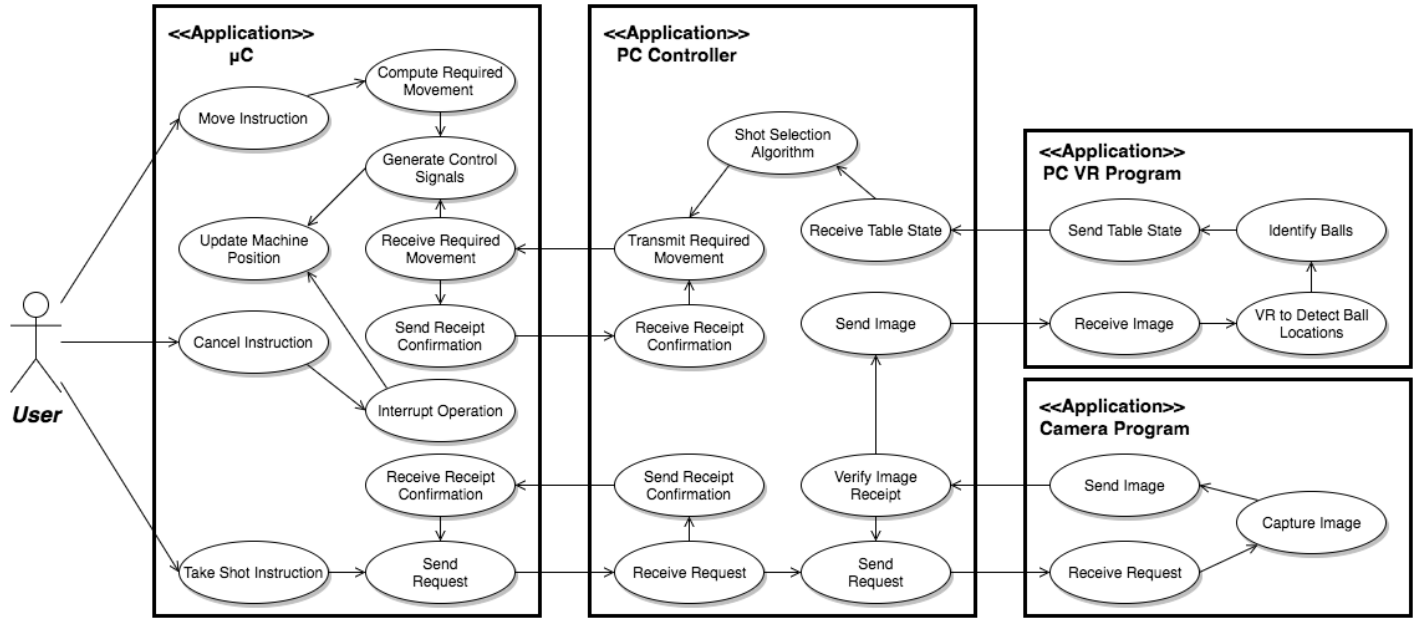 <<Application>>
µC
Move Instruction
Compute Required
Movement
Generate Control
Signals
Update Machine
Position
Receive Required
Movement
Cancel Instruction
Send Receipt
Confirmation
Interrupt Operation
Receive Receipt
Confirmation
Take Shot Instruction
Send
Request
User
<<Application>>
PC Controller
Shot Selection
Algorithm
Transmit Required
Movement
Receive Table State
Receive Receipt
Confirmation
Send Image
Send Receipt
Confirmation
Verify Image
Receipt
Receive Request
Send
Request
<<Application>>
PC VR Program
Send Table State
Identify Balls
Receive Image
VR to Detect Ball
Locations
<<Application>>
Camera Program
Send Image
Capture Image
Receive Request